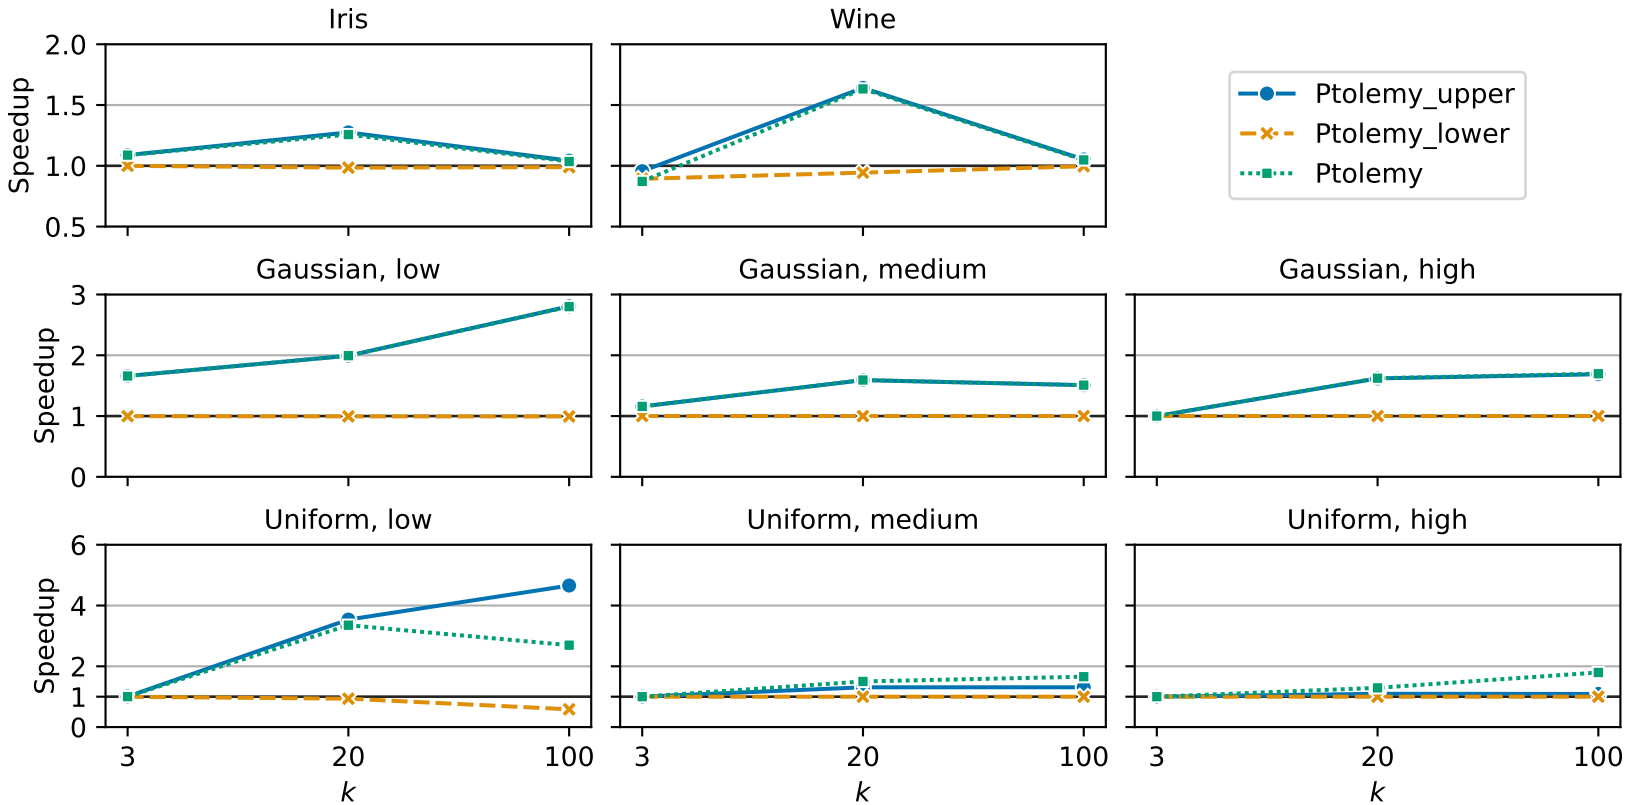 Iris
Wine
2.0
1.5
1.0
0.5
Speedup
Ptolemy_upper
Ptolemy_lower
Ptolemy
Gaussian, low
Gaussian, medium
Gaussian, high
3
2
1
0
Speedup
Uniform, low
Uniform, medium
Uniform, high
6
4
2
1
0
Speedup
3 20 100
3 20 100
3 20 100
k
k
k